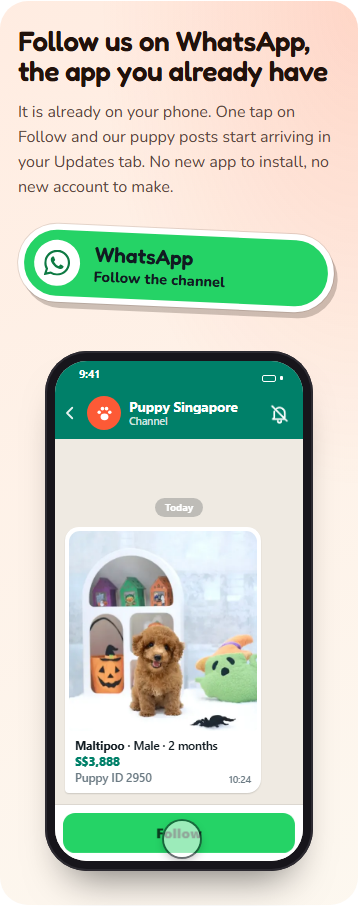 Follow us on WhatsApp,
the app you already have
It is already on your phone. One tap on
Follow and our puppy posts start arriving in
your Updates tab. No new app to install, no
new account to make.
WhatsApp
Follow the channel
9:41
Puppy Singapore
Channel
Today
Maltipoo · Male · 2 months
S$3,888
Puppy ID 2950
10:24
Follow